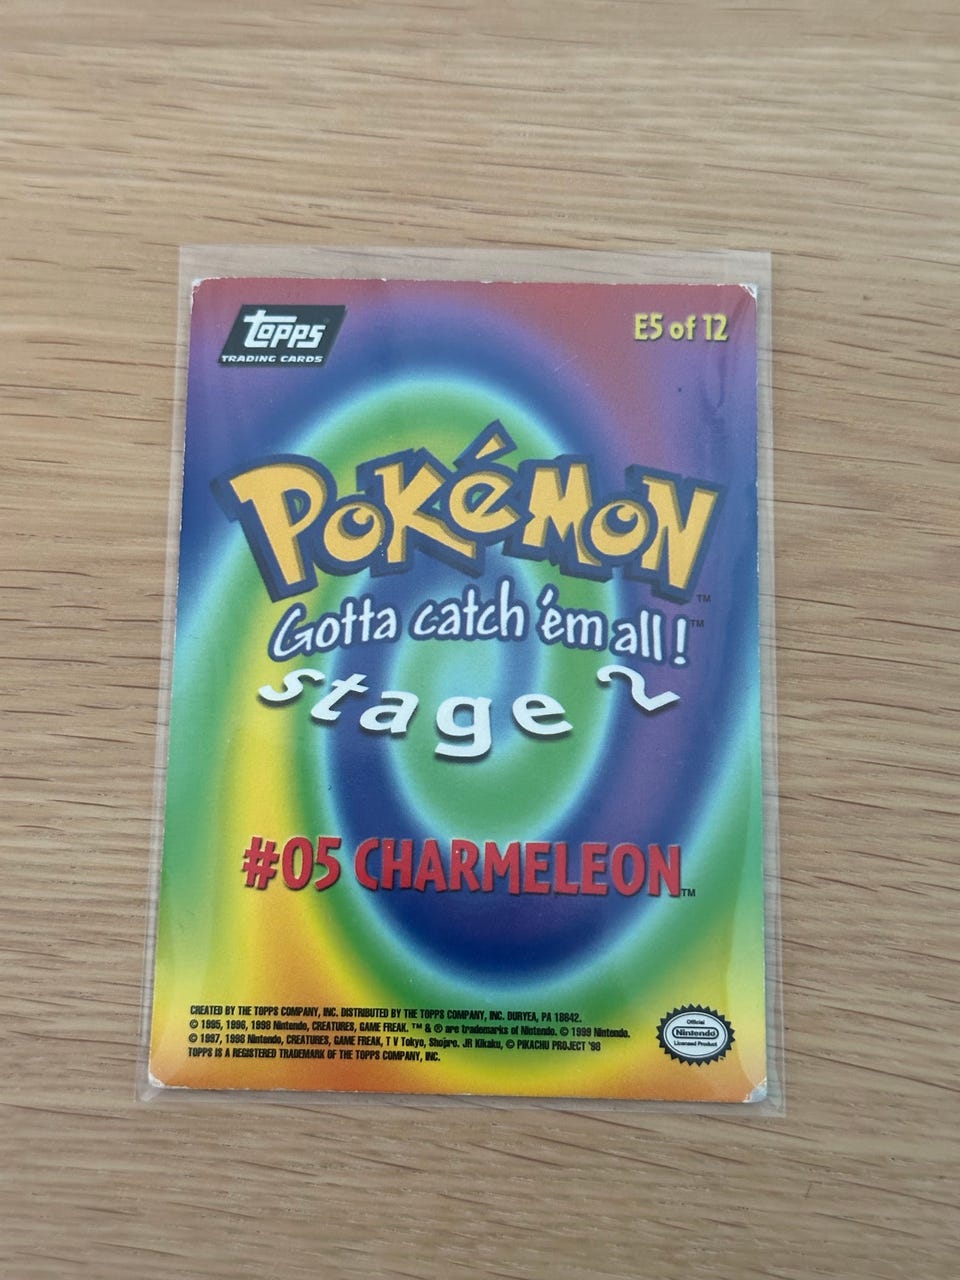 Topps®
TRADING CARDS
E5 of 12
POKéMON™
Gotta catch 'em all!™
stage 2
#05 CHARMELEON™
CREATED BY THE TOPPS COMPANY, INC. DISTRIBUTED BY THE TOPPS COMPANY, INC. DURYEA, PA 18642.
© 1995, 1996, 1998 Nintendo, CREATURES, GAME FREAK. ™ & ® are trademarks of Nintendo. © 1999 Nintendo.
© 1997, 1998 Nintendo, CREATURES, GAME FREAK, T V Tokyo, Shopro. JR Kikaku, © PIKACHU PROJECT '98
TOPPS IS A REGISTERED TRADEMARK OF THE TOPPS COMPANY, INC.
Official
Nintendo
Licensed Product